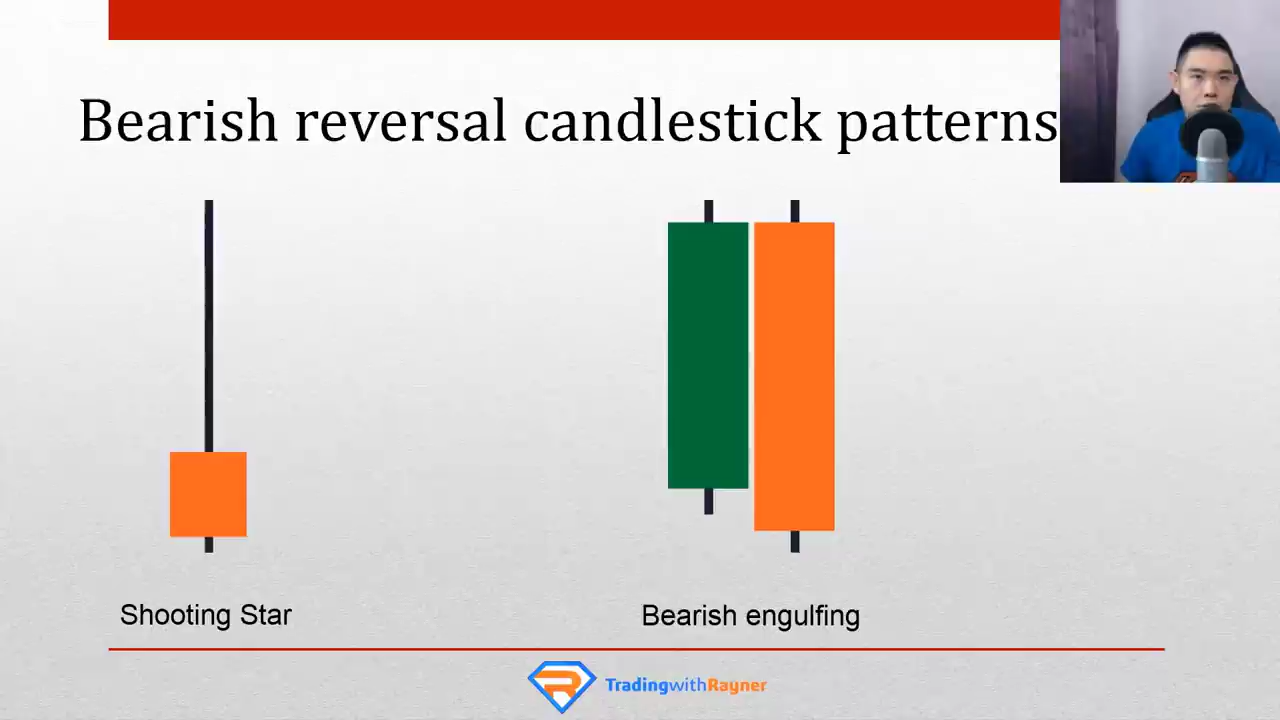 Bearish reversal candlestick patterns
Shooting Star
Bearish engulfing
TradingwithRayner